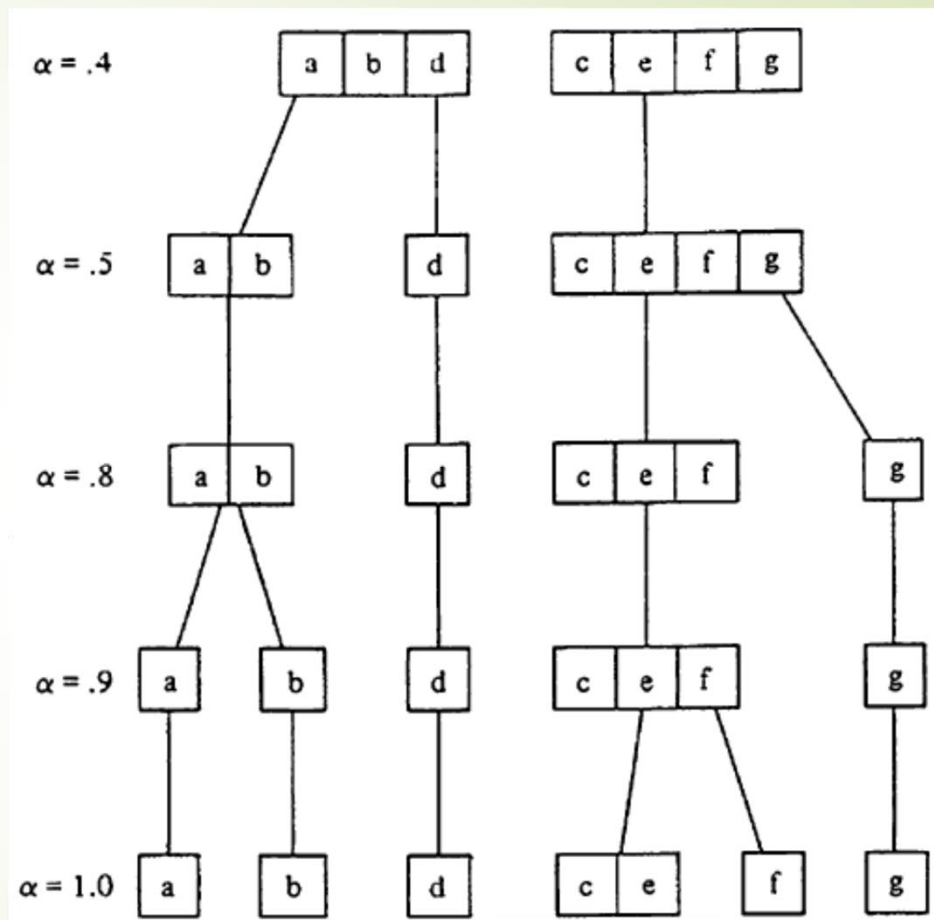 α = .4 a b d c e f g
α = .5 a b d c e f g
α = .8 a b d c e f g
α = .9 a b d c e f g
α = 1.0 a b d c e f g